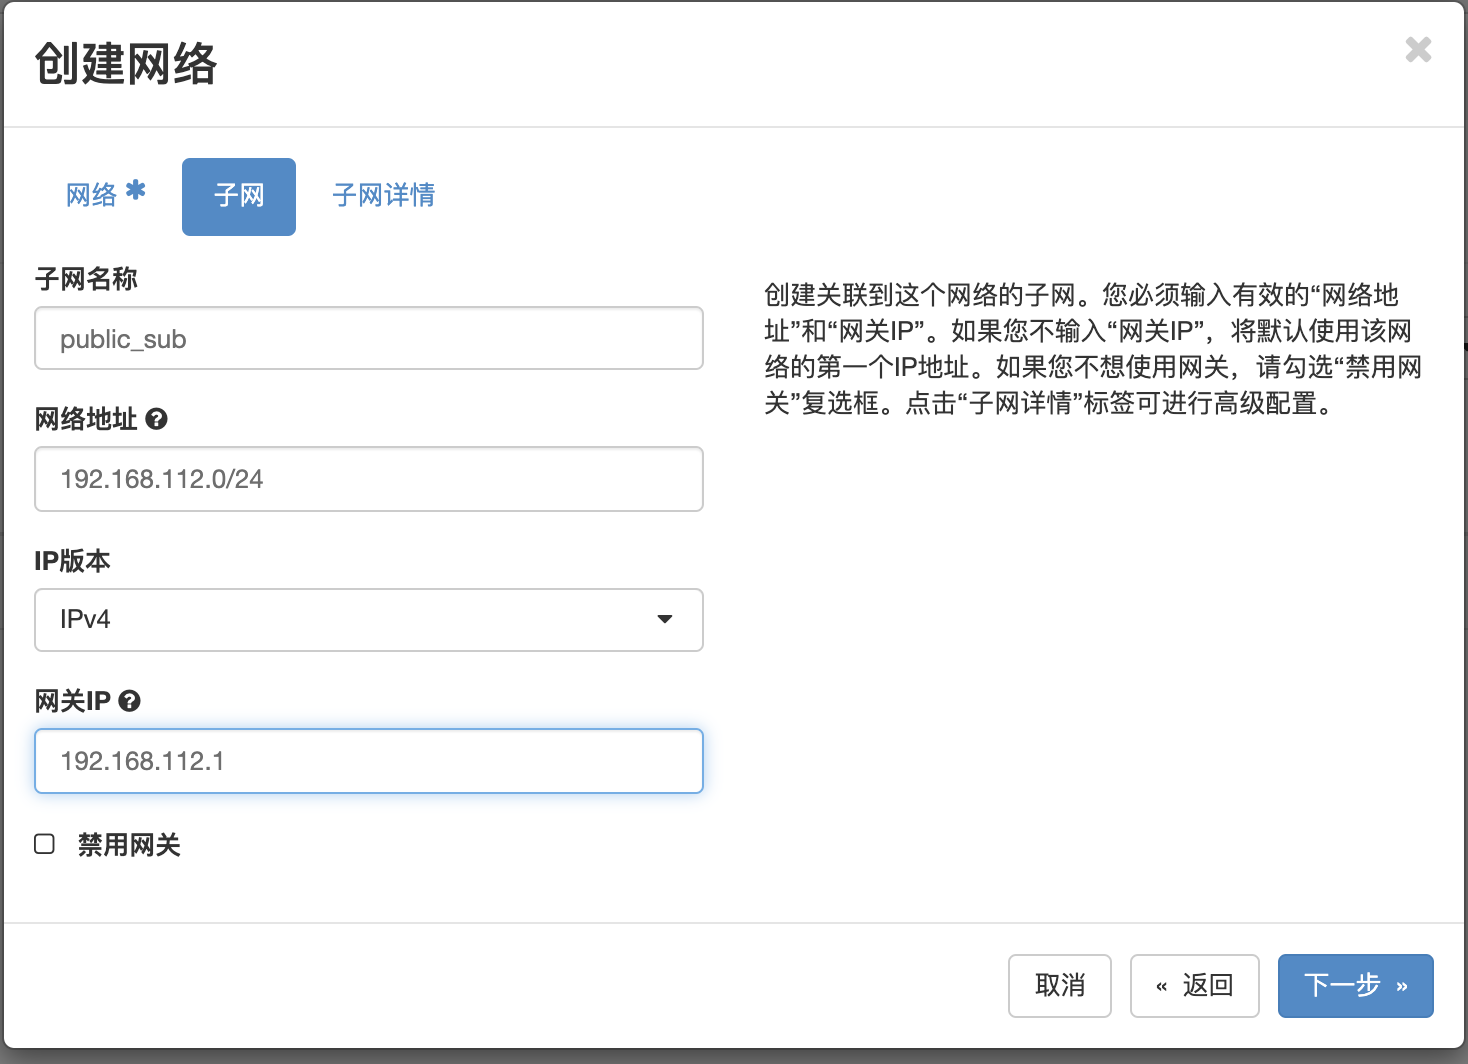 创建网络
网络 *
子网
子网详情
子网名称
public_sub
网络地址
192.168.112.0/24
IP版本
IPv4
网关IP
192.168.112.1
禁用网关
创建关联到这个网络的子网。您必须输入有效的“网络地
址”和“网关IP”。如果您不输入“网关IP”，将默认使用该网
络的第一个IP地址。如果您不想使用网关，请勾选“禁用网
关”复选框。点击“子网详情”标签可进行高级配置。
取消
« 返回
下一步 »